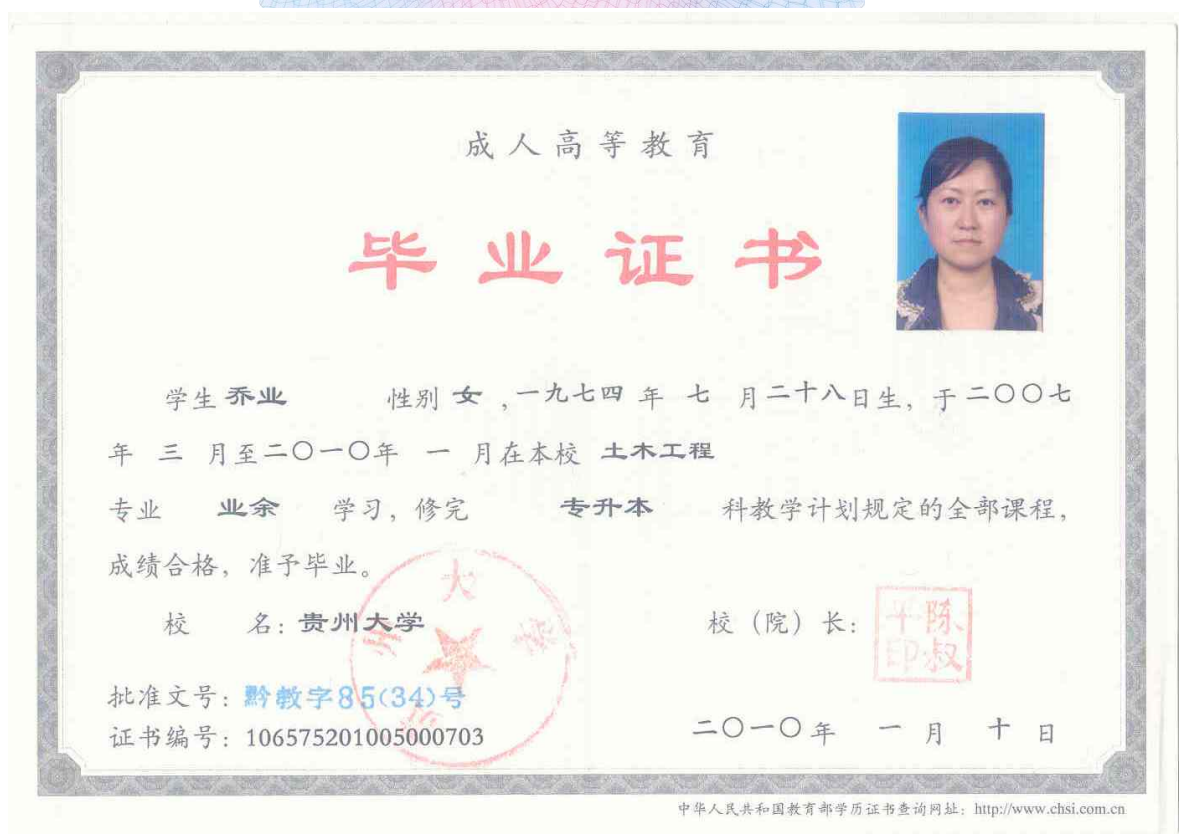 成人高等教育
毕业证书
学生 乔业 性别 女 ,一九七四 年 七 月二十八日生, 于二〇〇七
年 三 月至二〇一〇年 一 月在本校 土木工程
专业 业余 学习, 修完 专升本 科教学计划规定的全部课程,
成绩合格, 准予毕业。
校 名: 贵州大学 校 (院) 长: 陈叔平印
批准文号: 黔教字85(34)号
证书编号: 106575201005000703 二〇一〇年 一 月 十 日
中华人民共和国教育部学历证书查询网址: http://www.chsi.com.cn